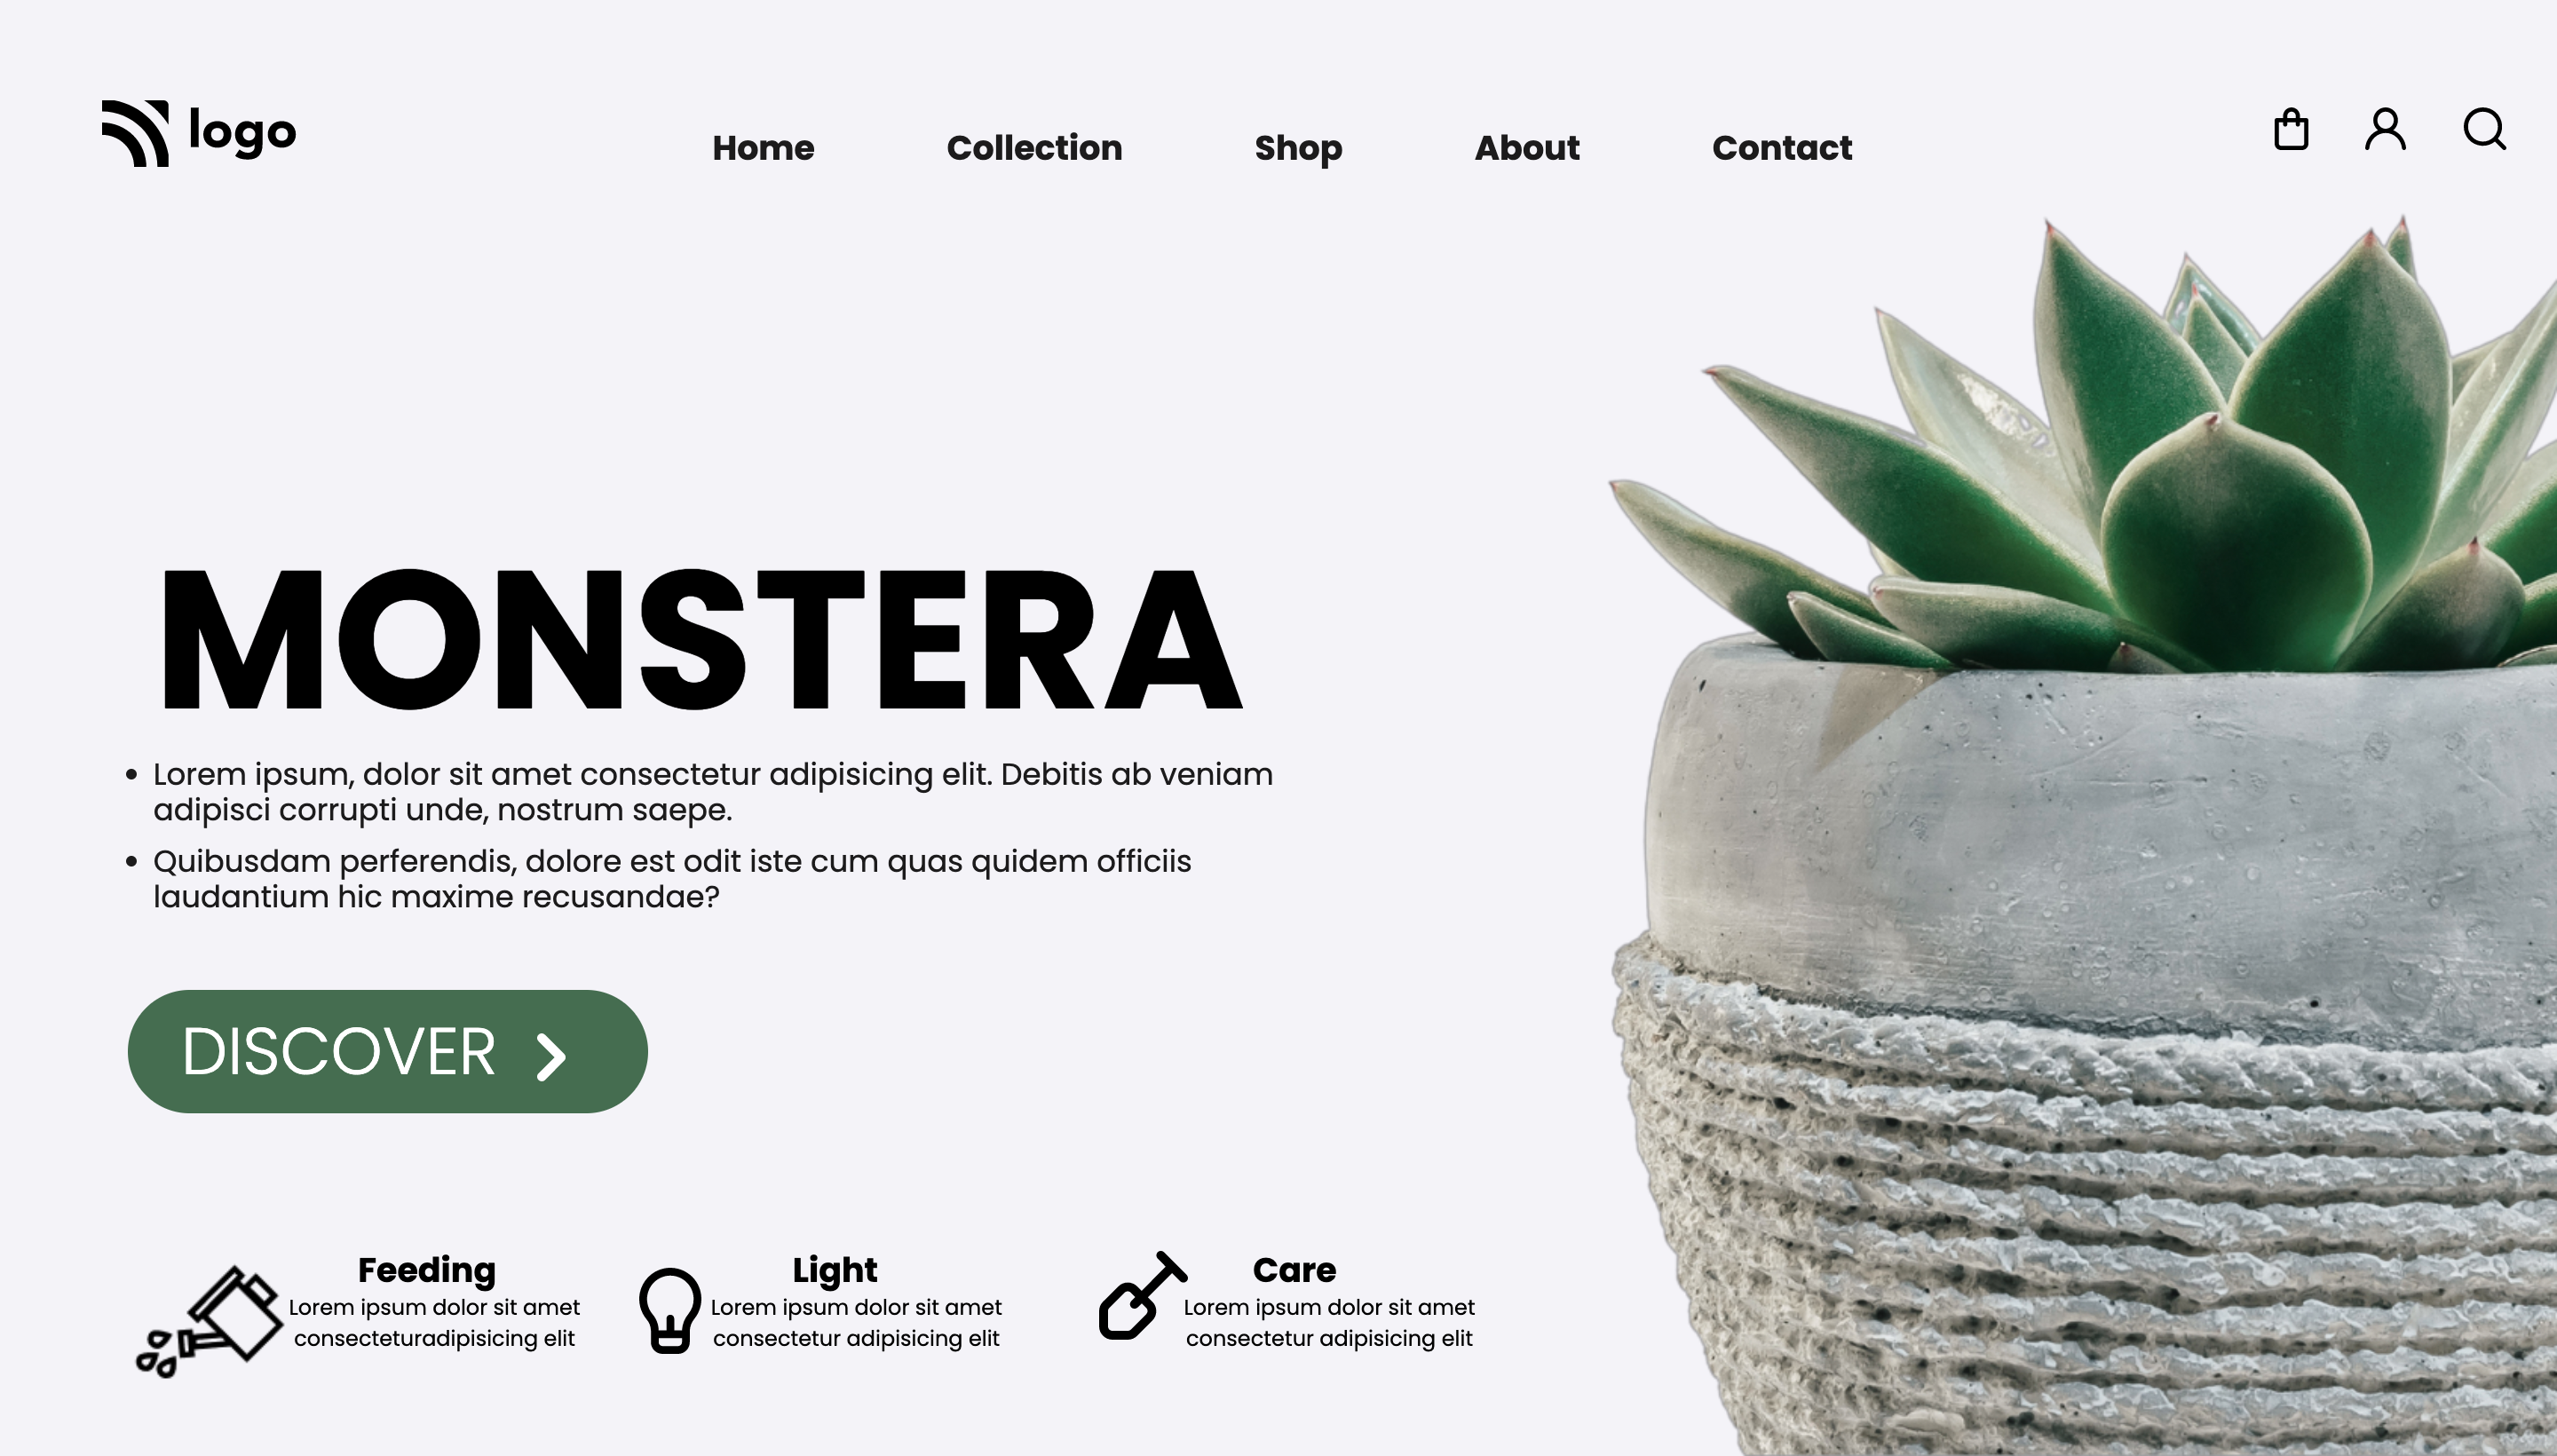 logo
Home Collection Shop About Contact
MONSTERA
Lorem ipsum, dolor sit amet consectetur adipisicing elit. Debitis ab veniam
adipisci corrupti unde, nostrum saepe.
Quibusdam perferendis, dolore est odit iste cum quas quidem officiis
laudantium hic maxime recusandae?
DISCOVER
Feeding
Lorem ipsum dolor sit amet
consecteturadipisicing elit
Light
Lorem ipsum dolor sit amet
consectetur adipisicing elit
Care
Lorem ipsum dolor sit amet
consectetur adipisicing elit